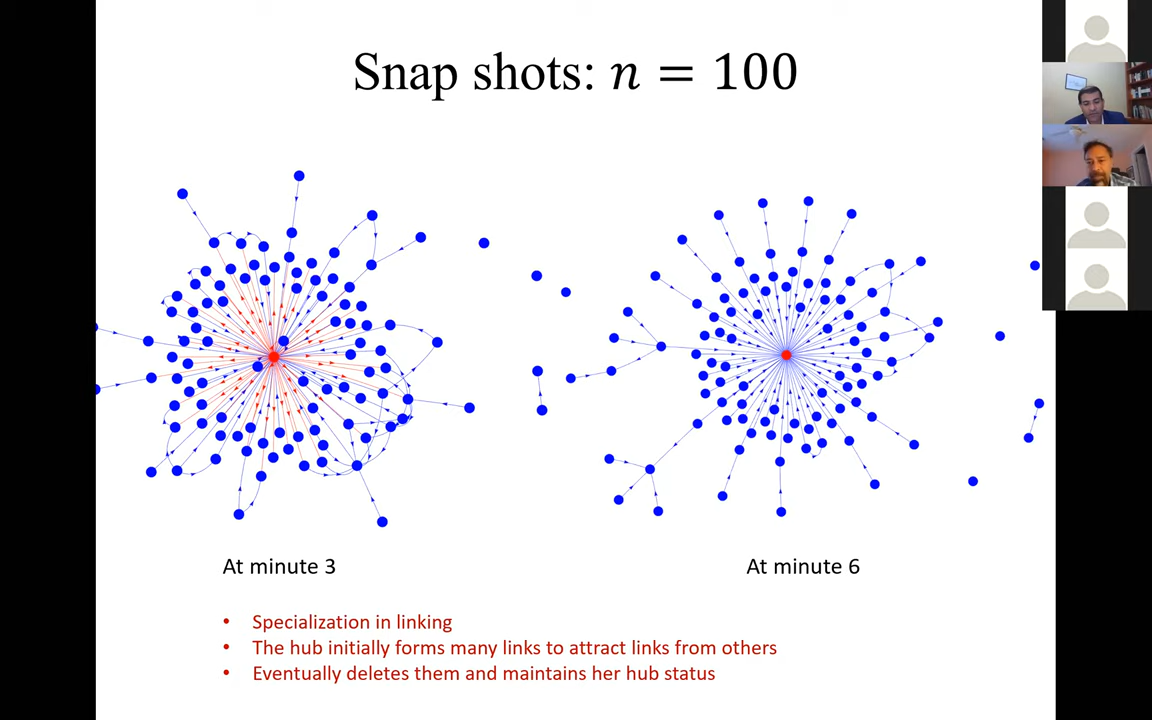 Snap shots: n = 100
At minute 3
At minute 6
• Specialization in linking
• The hub initially forms many links to attract links from others
• Eventually deletes them and maintains her hub status